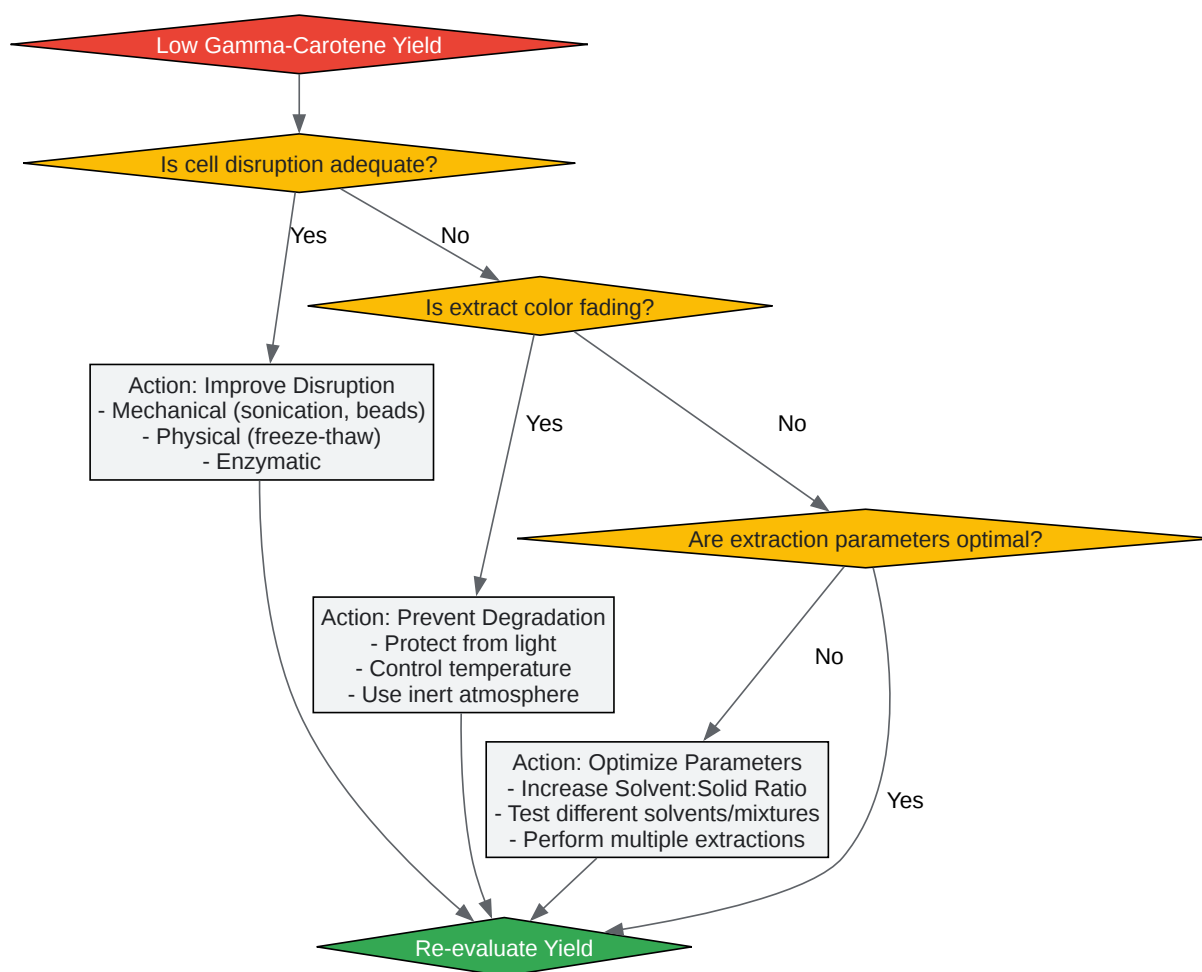 Low Gamma-Carotene Yield
Is cell disruption adequate?
Yes
No
Is extract color fading?
Action: Improve Disruption
- Mechanical (sonication, beads)
- Physical (freeze-thaw)
- Enzymatic
Yes
No
Are extraction parameters optimal?
Action: Prevent Degradation
- Protect from light
- Control temperature
- Use inert atmosphere
No
Action: Optimize Parameters
- Increase Solvent:Solid Ratio
- Test different solvents/mixtures
- Perform multiple extractions
Yes
Re-evaluate Yield